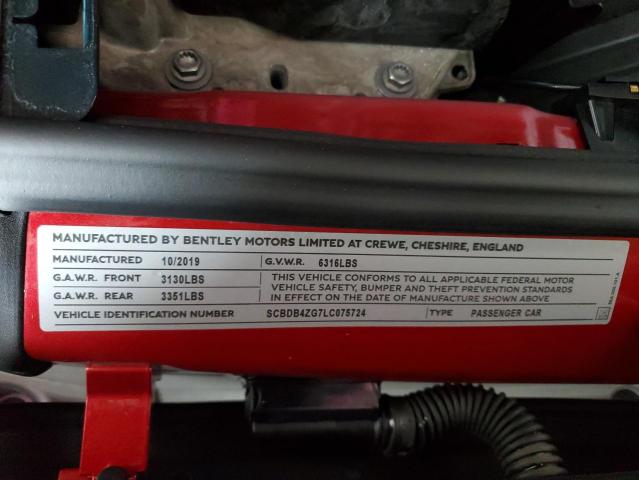 MANUFACTURED BY BENTLEY MOTORS LIMITED AT CREWE, CHESHIRE, ENGLAND
MANUFACTURED 10/2019 G.V.W.R. 6316LBS
G.A.W.R. FRONT 3130LBS
G.A.W.R. REAR 3351LBS
THIS VEHICLE CONFORMS TO ALL APPLICABLE FEDERAL MOTOR
VEHICLE SAFETY, BUMPER AND THEFT PREVENTION STANDARDS
IN EFFECT ON THE DATE OF MANUFACTURE SHOWN ABOVE
VEHICLE IDENTIFICATION NUMBER SCBDB4ZG7LC075724 TYPE PASSENGER CAR